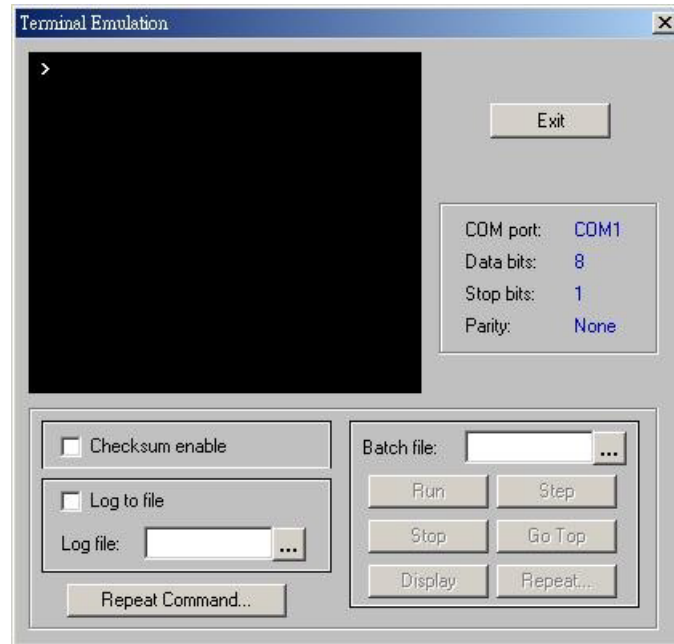 Terminal Emulation
>
Exit
COM port: COM1
Data bits: 8
Stop bits: 1
Parity: None
Checksum enable
Log to file
Log file: ...
Repeat Command...
Batch file: ...
Run Step
Stop Go Top
Display Repeat...